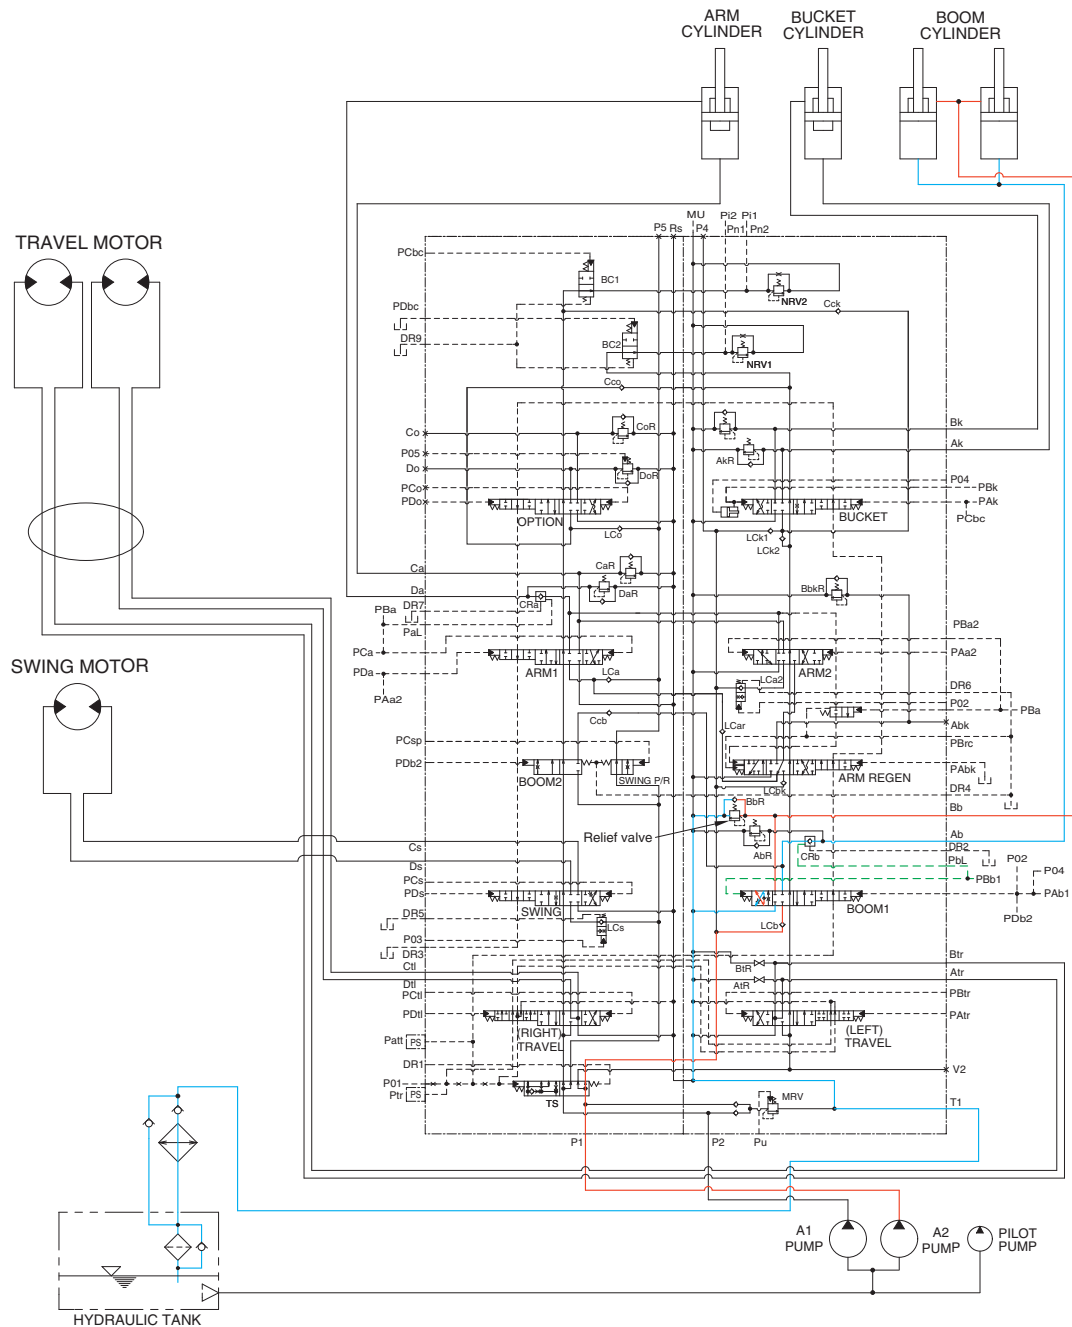 ARM
CYLINDER
BUCKET
CYLINDER
BOOM
CYLINDER
TRAVEL MOTOR
SWING MOTOR
P5 Rs
MU
P4
Pi2
Pn1
Pi1
Pn2
PCbc
BC1
NRV2
Cck
PDbc
DR9
BC2
NRV1
Cco
Co
CoR
Bk
Ak
P05
Do
DoR
AkR
P04
PCo
PBk
PDo
PAk
OPTION
BUCKET
PCbc
LCo
LCk1
LCk2
Ca
CaR
Da
DaR
BbkR
CRa
PBa
DR7
PaL
PBa2
PCa
PAa2
PDa
ARM1
LCa
ARM2
LCa2
PAa2
DR6
P02
PBa
Ccb
LCar
Abk
PCsp
PBrc
PDb2
BOOM2
SWING P/R
ARM REGEN
PAbk
LCbk
DR4
BbR
Bb
Relief valve
Ab
Cs
AbR
CRb
DR2
Ds
PbL
P02
PCs
PBb1
P04
PDs
PAb1
SWING
BOOM1
PDb2
DR5
LCs
LCb
P03
DR3
Btr
Ctl
BtR
Atr
Dtl
AtR
PCtl
PBtr
PDtl
PAtr
(RIGHT)
TRAVEL
(LEFT)
TRAVEL
Patt
PS
DR1
V2
P01
Ptr
PS
TS
MRV
T1
P1
P2
Pu
A1
PUMP
A2
PUMP
PILOT
PUMP
HYDRAULIC TANK